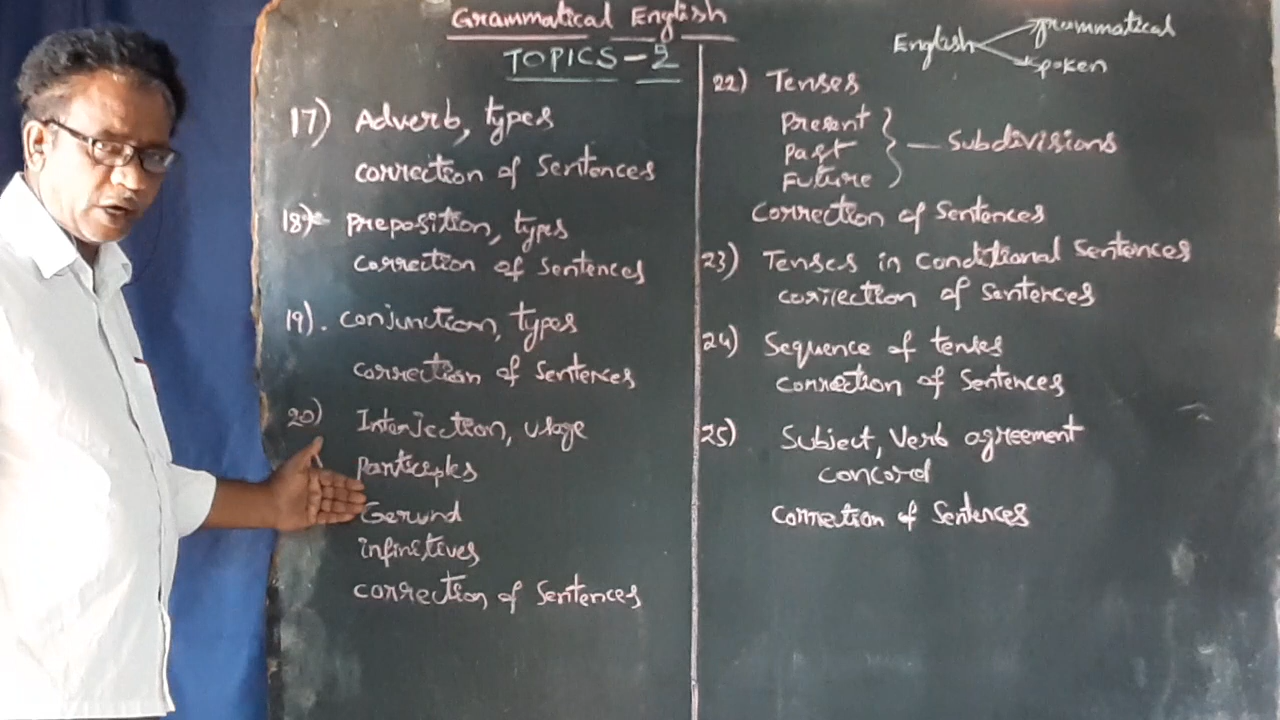 Grammatical English
TOPICS - 2
English
Grammatical
Spoken
17) Adverb, types
correction of Sentences
18) preposition, types
correction of Sentences
19). conjunction, types
correction of Sentences
20) Interjection, usage
participles
Gerund
infinitives
correction of Sentences
22) Tenses
Present
Past
Future
Subdivisions
Correction of Sentences
23) Tenses in conditional Sentences
correction of Sentences
24) Sequence of tenses
Correction of Sentences
25) Subject, Verb agreement
concord
Correction of Sentences